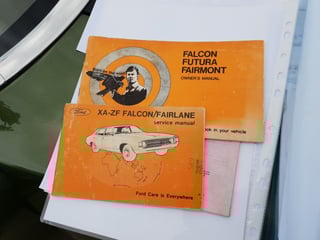 FALCON
FUTURA
FAIRMONT
OWNER'S MANUAL
in your vehicle
Ford
XA-ZF FALCON/FAIRLANE
service manual
Ford Care is Everywhere